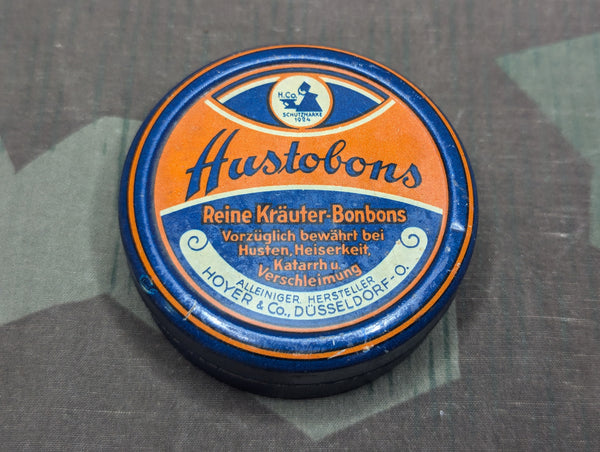 H.Co.
SCHUTZMARKE
1924
Hustobons
Reine Kräuter-Bonbons
Vorzüglich bewährt bei
Husten, Heiserkeit,
Katarrh u.
Verschleimung
ALLEINIGER HERSTELLER
HOYER & Co., DÜSSELDORF-O.